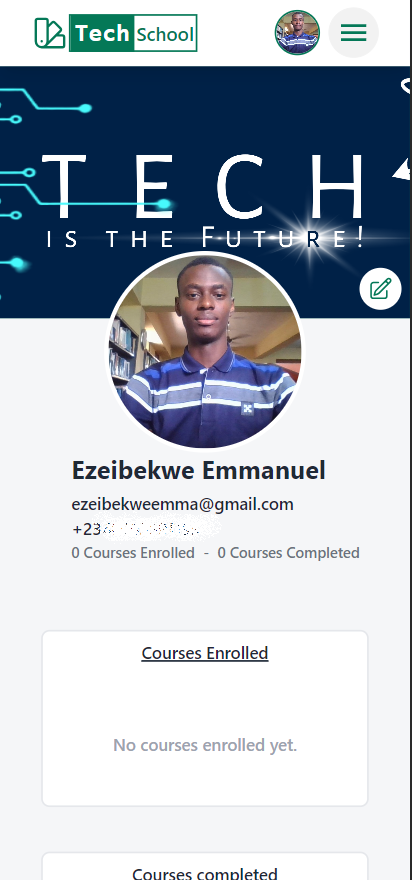 Tech School
TECH
IS THE FUTURE!
Ezeibekwe Emmanuel
ezeibekweemma@gmail.com
+23
0 Courses Enrolled - 0 Courses Completed
Courses Enrolled
No courses enrolled yet.
Courses completed